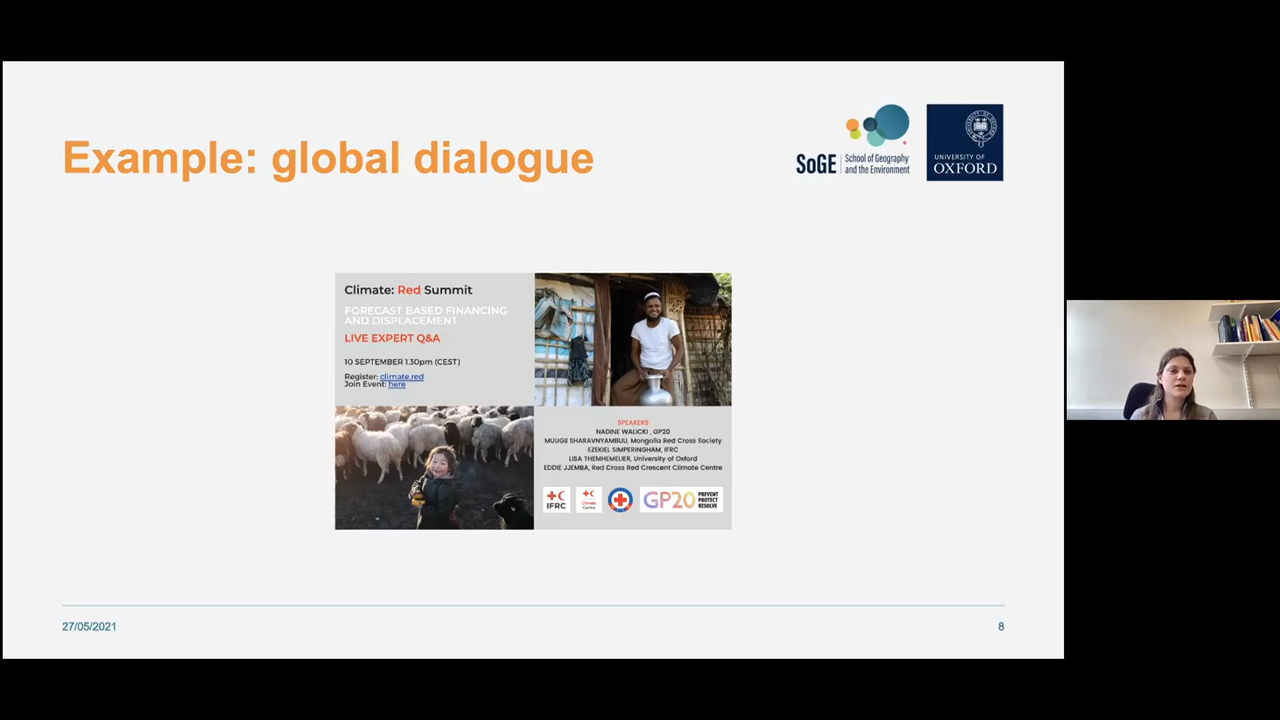 Example: global dialogue
SoGE
School of Geography
and the Environment
UNIVERSITY OF
OXFORD
Climate: Red Summit
FORECAST BASED FINANCING
AND DISPLACEMENT
LIVE EXPERT Q&A
10 SEPTEMBER 1.30pm (CEST)
Register: climate.red
Join Event: here
SPEAKERS
NADINE WALICKI , GP20
MUUGII SHARAVNYAMBUU, Mongolia Red Cross Society
EZEKIEL SIMPERINGHAM, IFRC
LISA THEMHEMELIER, University of Oxford
EDDIE JJEMBA, Red Cross Red Crescent Climate Centre
IFRC
Climate
Centre
GP20
PREVENT
PROTECT
RESOLVE
27/05/2021
8